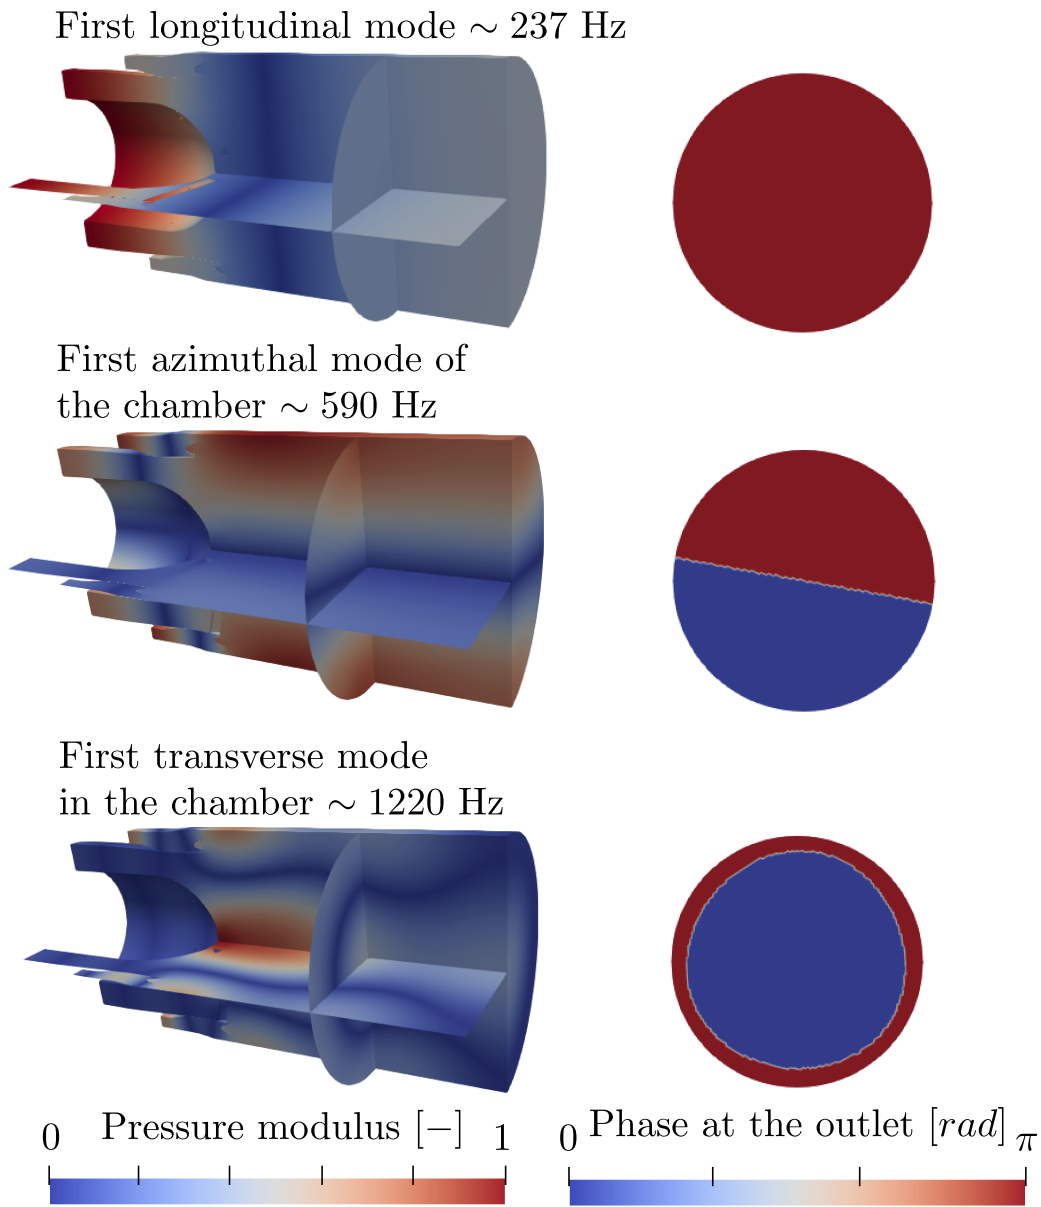 First longitudinal mode ∼ 237 Hz
First azimuthal mode of
the chamber ∼ 590 Hz
First transverse mode
in the chamber ∼ 1220 Hz
0 Pressure modulus [−] 1
0 Phase at the outlet [rad] π